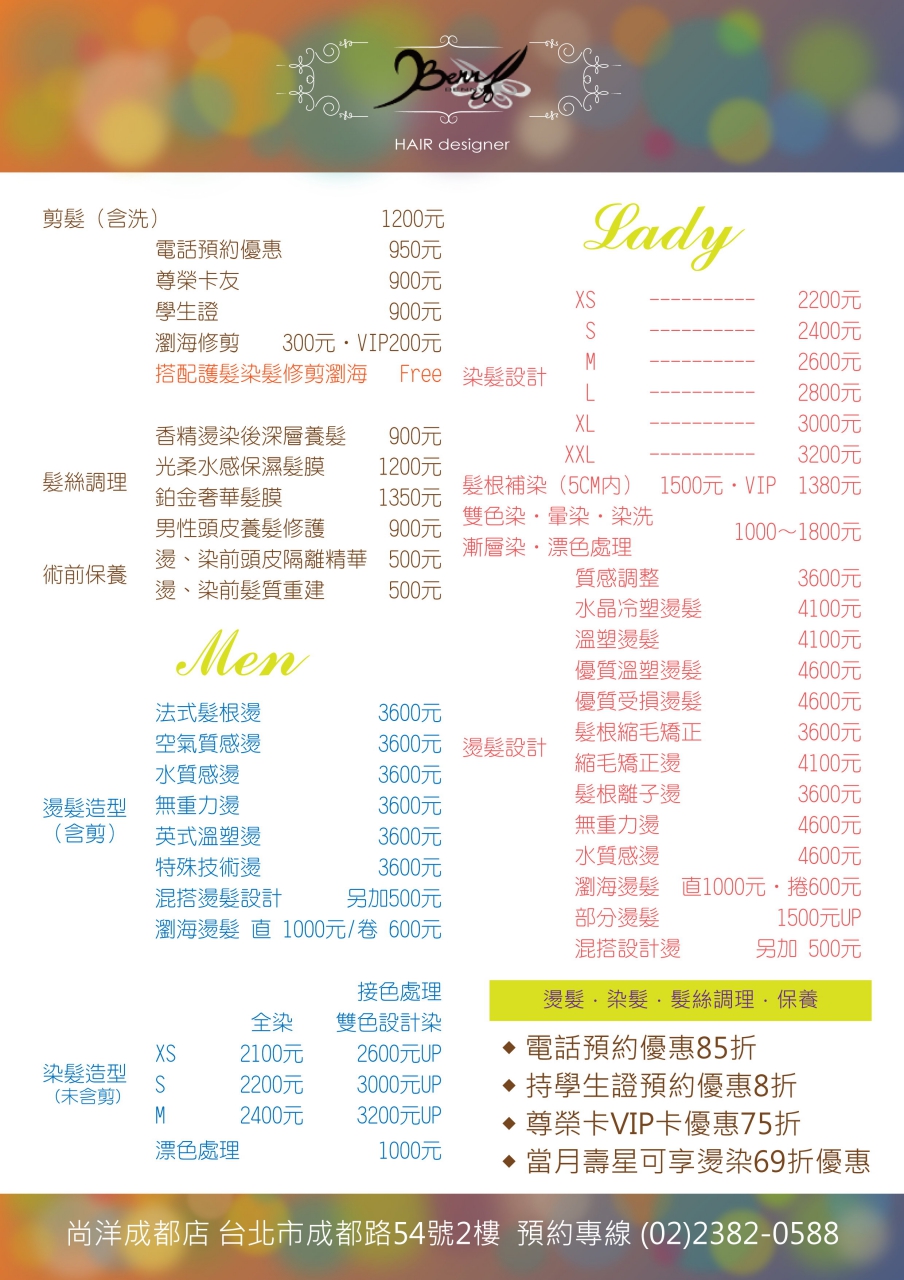 Berry
HAIR designer
剪髮（含洗） 1200元
電話預約優惠 950元
尊榮卡友 900元
學生證 900元
瀏海修剪 300元・VIP200元
搭配護髮染髮修剪瀏海 Free
髮絲調理
香精燙染後深層養髮 900元
光柔水感保濕髮膜 1200元
鉑金奢華髮膜 1350元
男性頭皮養髮修護 900元
術前保養
燙、染前頭皮隔離精華 500元
燙、染前髮質重建 500元
Men
燙髮造型
（含剪）
法式髮根燙 3600元
空氣質感燙 3600元
水質感燙 3600元
無重力燙 3600元
英式溫塑燙 3600元
特殊技術燙 3600元
混搭燙髮設計 另加500元
瀏海燙髮 直 1000元/卷 600元
染髮造型
（未含剪）
接色處理
全染 雙色設計染
XS 2100元 2600元UP
S 2200元 3000元UP
M 2400元 3200元UP
漂色處理 1000元
Lady
染髮設計
XS ---------- 2200元
S ---------- 2400元
M ---------- 2600元
L ---------- 2800元
XL ---------- 3000元
XXL ---------- 3200元
髮根補染（5CM內） 1500元・VIP 1380元
雙色染・暈染・染洗
漸層染・漂色處理 1000～1800元
燙髮設計
質感調整 3600元
水晶冷塑燙髮 4100元
溫塑燙髮 4100元
優質溫塑燙髮 4600元
優質受損燙髮 4600元
髮根縮毛矯正 3600元
縮毛矯正燙 4100元
髮根離子燙 3600元
無重力燙 4600元
水質感燙 4600元
瀏海燙髮 直1000元・捲600元
部分燙髮 1500元UP
混搭設計燙 另加 500元
燙髮．染髮．髮絲調理．保養
◆ 電話預約優惠85折
◆ 持學生證預約優惠8折
◆ 尊榮卡VIP卡優惠75折
◆ 當月壽星可享燙染69折優惠
尚洋成都店 台北市成都路54號2樓 預約專線 (02)2382-0588